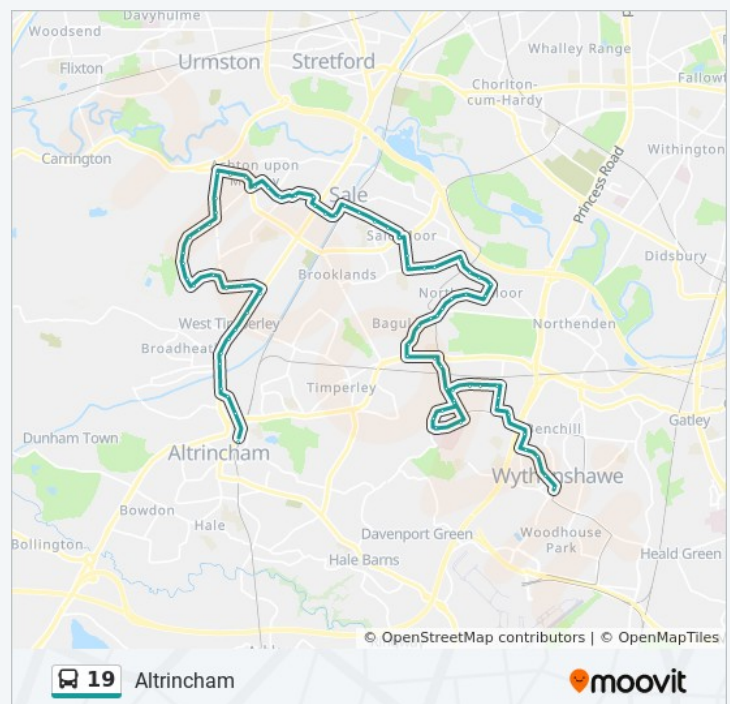 Davyhulme
Woodsend
Urmston
Stretford
Whalley Range
Flixton
Chorlton-
cum-Hardy
Fallowf
Carrington
Withington
Princess Road
Sale
Didsbury
Brooklands
West Timperley
Northenden
Broadheath
Timperley
Gatley
Dunham Town
Altrincham
Wythenshawe
Bowdon
Hale
Davenport Green
Woodhouse
Park
Bollington
Hale Barns
Heald Green
© OpenStreetMap contributors | © OpenMapTiles
19 Altrincham
moovit